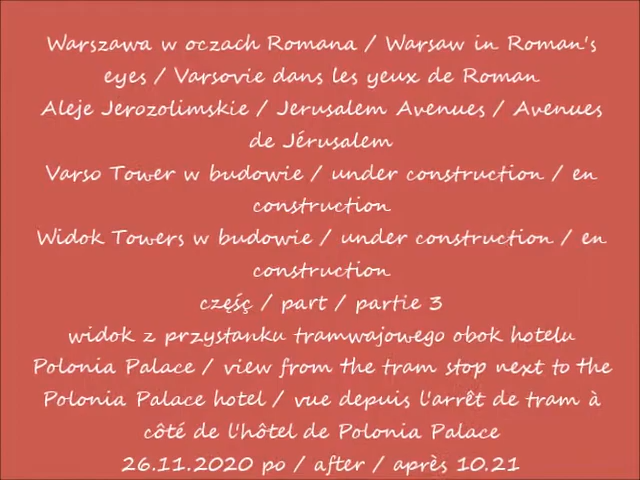 Warszawa w oczach Romana / Warsaw in Roman's
eyes / Varsovie dans les yeux de Roman
Aleje Jerozolimskie / Jerusalem Avenues / Avenues
de Jérusalem
Varso Tower w budowie / under construction / en
construction
Widok Towers w budowie / under construction / en
construction
częśç / part / partie 3
widok z przystanku tramwajowego obok hotelu
Polonia Palace / view from the tram stop next to the
Polonia Palace hotel / vue depuis l'arrêt de tram à
côté de l'hôtel de Polonia Palace
26.11.2020 po / after / après 10.21